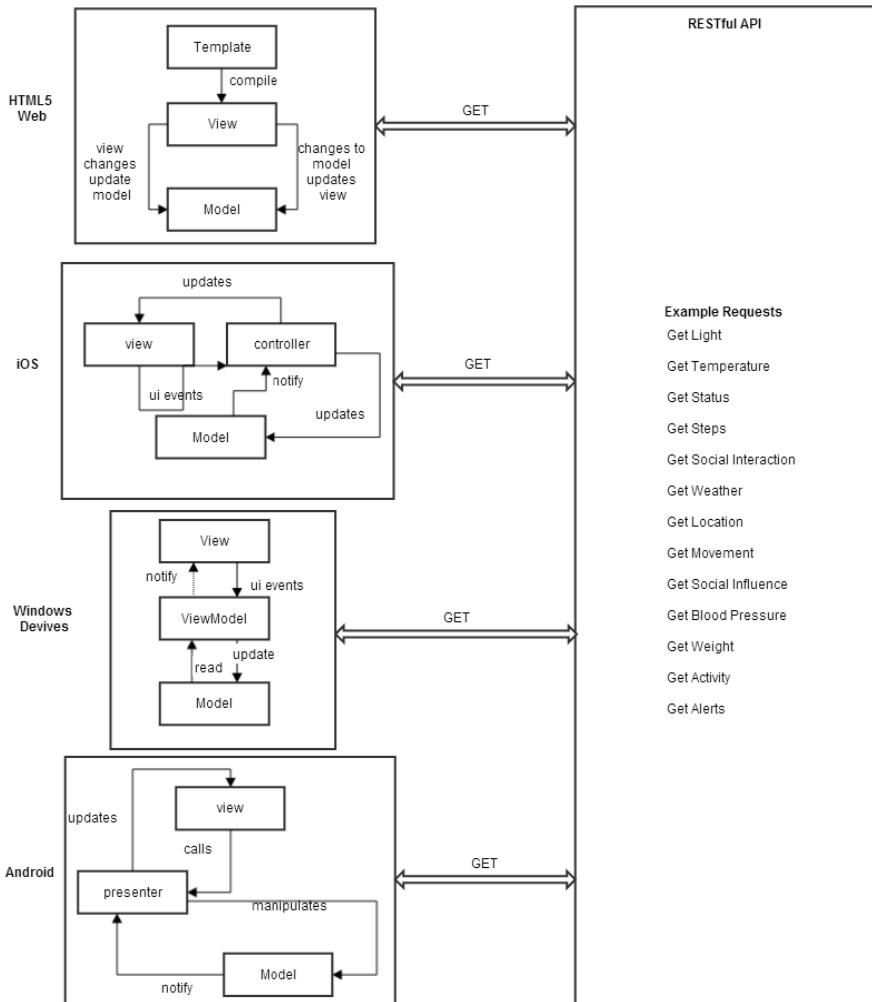 RESTful API
HTML5
Web
Template
compile
View
view
changes
update
model
changes to
model
updates
view
Model
GET
iOS
updates
view
controller
ui events
notify
updates
Model
GET
Example Requests
Get Light
Get Temperature
Get Status
Get Steps
Get Social Interaction
Get Weather
Get Location
Get Movement
Get Social Influence
Get Blood Pressure
Get Weight
Get Activity
Get Alerts
Windows
Devives
View
notify
ui events
ViewModel
read
update
Model
GET
Android
updates
view
calls
presenter
manipulates
notify
Model
GET